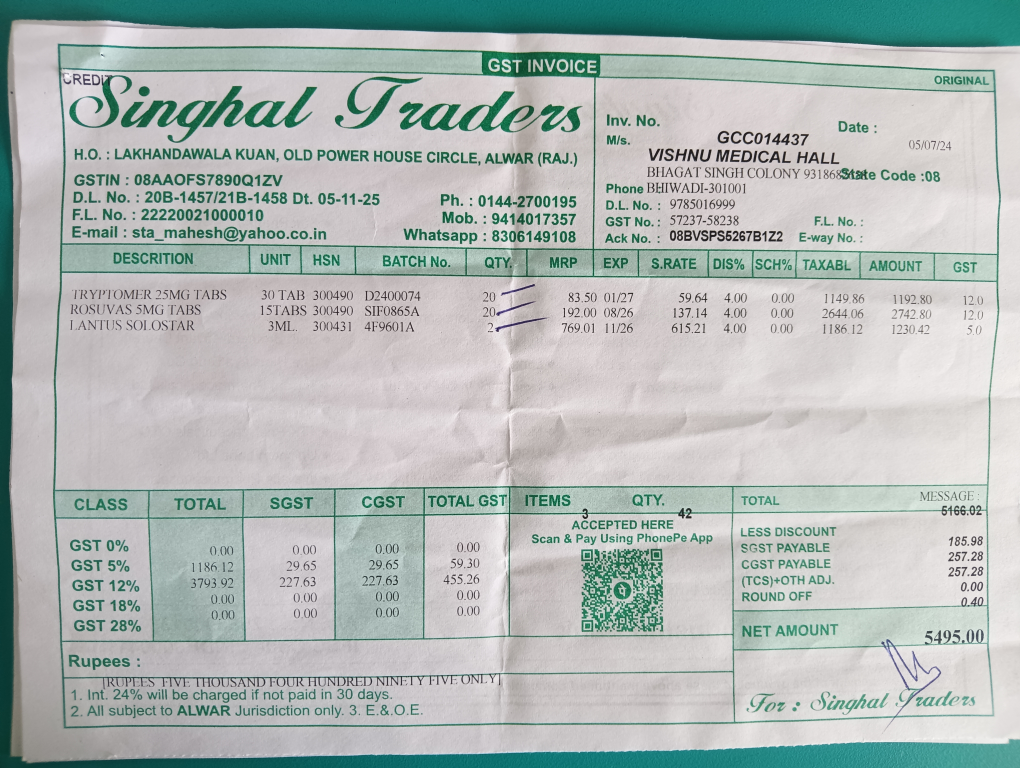 GST INVOICE
CREDIT
ORIGINAL
Singhal Traders
H.O. : LAKHANDAWALA KUAN, OLD POWER HOUSE CIRCLE, ALWAR (RAJ.)
GSTIN : 08AAOFS7890Q1ZV
D.L. No. : 20B-1457/21B-1458 Dt. 05-11-25 Ph. : 0144-2700195
F.L. No. : 22220021000010 Mob. : 9414017357
E-mail : sta_mahesh@yahoo.co.in Whatsapp : 8306149108
Inv. No. GCC014437 Date : 05/07/24
M/s. VISHNU MEDICAL HALL
BHAGAT SINGH COLONY State Code :08
Phone BHIWADI-301001
D.L. No. : 9785016999
GST No. : 57237-58238 F.L. No. :
Ack No. : 08BVSPS5267B1Z2 E-way No. :
DESCRITION UNIT HSN BATCH No. QTY. MRP EXP S.RATE DIS% SCH% TAXABL AMOUNT GST
TRYPTOMER 25MG TABS 30 TAB 300490 D2400074 20 83.50 01/27 59.64 4.00 0.00 1149.86 1192.80 12.0
ROSUVAS 5MG TABS 15TABS 300490 SIF0865A 20 192.00 08/26 137.14 4.00 0.00 2644.06 2742.80 12.0
LANTUS SOLOSTAR 3ML. 300431 4F9601A 2 769.01 11/26 615.21 4.00 0.00 1186.12 1230.42 5.0
CLASS TOTAL SGST CGST TOTAL GST
GST 0% 0.00 0.00 0.00 0.00
GST 5% 1186.12 29.65 29.65 59.30
GST 12% 3793.92 227.63 227.63 455.26
GST 18% 0.00 0.00 0.00 0.00
GST 28% 0.00 0.00 0.00 0.00
ITEMS QTY.
3 42
ACCEPTED HERE
Scan & Pay Using PhonePe App
MESSAGE :
TOTAL 5166.02
LESS DISCOUNT 185.98
SGST PAYABLE 257.28
CGST PAYABLE 257.28
(TCS)+OTH ADJ. 0.00
ROUND OFF 0.40
NET AMOUNT 5495.00
Rupees :
[RUPEES FIVE THOUSAND FOUR HUNDRED NINETY FIVE ONLY]
1. Int. 24% will be charged if not paid in 30 days.
2. All subject to ALWAR Jurisdiction only. 3. E.&.O.E.
For : Singhal Traders